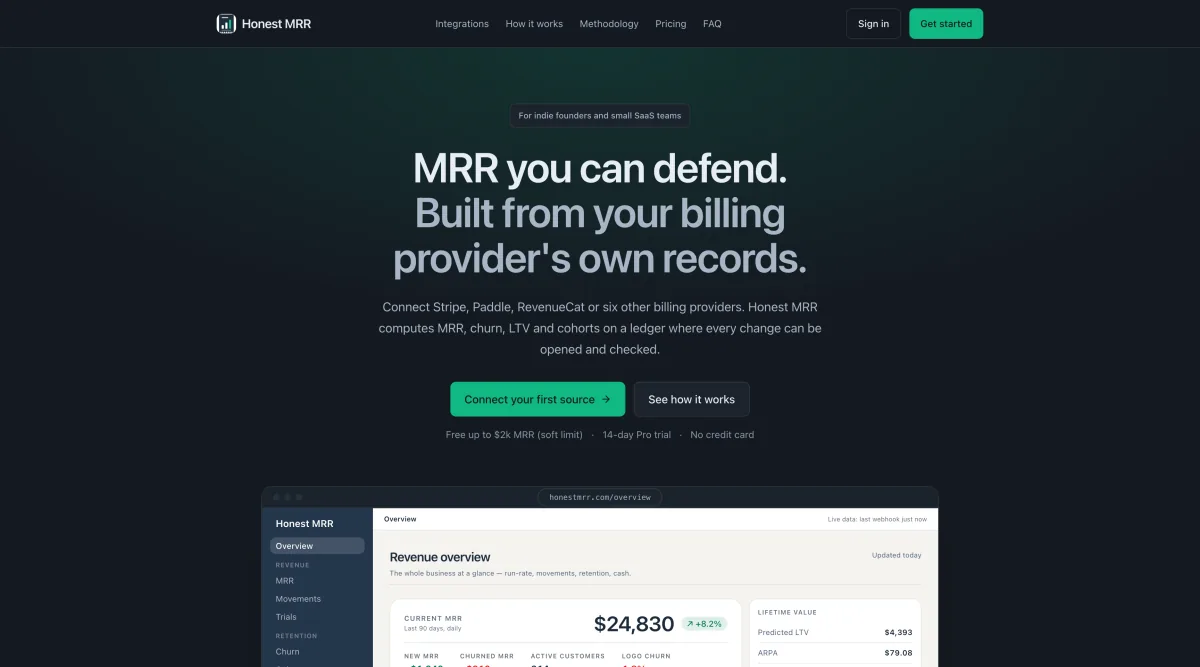 Honest MRR
Integrations How it works Methodology Pricing FAQ
Sign in Get started
For indie founders and small SaaS teams
MRR you can defend.
Built from your billing
provider's own records.
Connect Stripe, Paddle, RevenueCat or six other billing providers. Honest MRR
computes MRR, churn, LTV and cohorts on a ledger where every change can be
opened and checked.
Connect your first source → See how it works
Free up to $2k MRR (soft limit) · 14-day Pro trial · No credit card
honestmrr.com/overview
Honest MRR
Overview
REVENUE
MRR
Movements
Trials
RETENTION
Churn
Overview Live data: last webhook just now
Revenue overview Updated today
The whole business at a glance — run-rate, movements, retention, cash.
CURRENT MRR
Last 90 days, daily
$24,830 ↗ +8.2%
NEW MRR CHURNED MRR ACTIVE CUSTOMERS LOGO CHURN
LIFETIME VALUE
Predicted LTV $4,393
ARPA $79.08